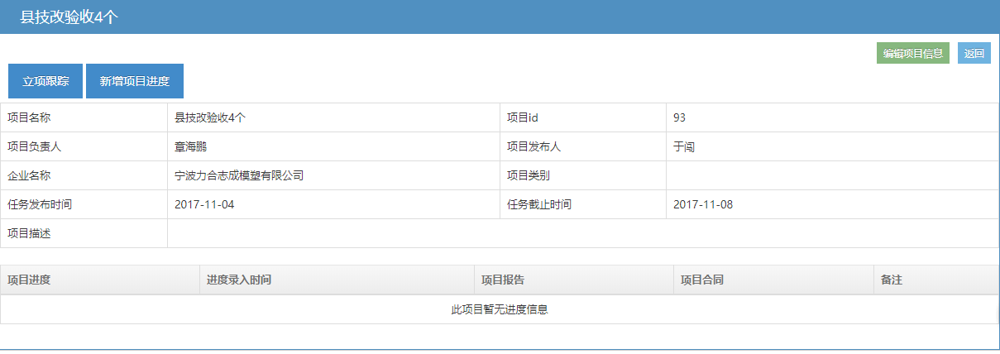 县技改验收4个
编辑项目信息 返回
立项跟踪 新增项目进度
项目名称 县技改验收4个 项目id 93
项目负责人 章海鹏 项目发布人 于闯
企业名称 宁波力合志成模塑有限公司 项目类别
任务发布时间 2017-11-04 任务截止时间 2017-11-08
项目描述
项目进度 进度录入时间 项目报告 项目合同 备注
此项目暂无进度信息